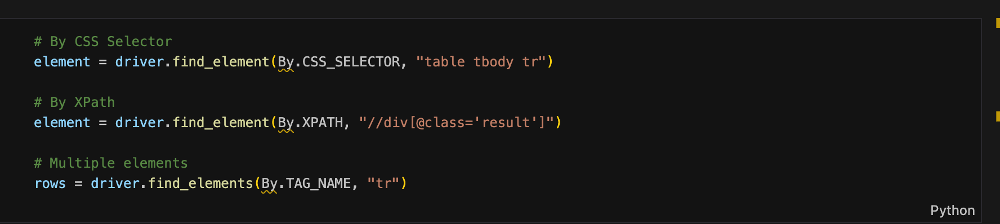 # By CSS Selector
element = driver.find_element(By.CSS_SELECTOR, "table tbody tr")
# By XPath
element = driver.find_element(By.XPATH, "//div[@class='result']")
# Multiple elements
rows = driver.find_elements(By.TAG_NAME, "tr")
Python